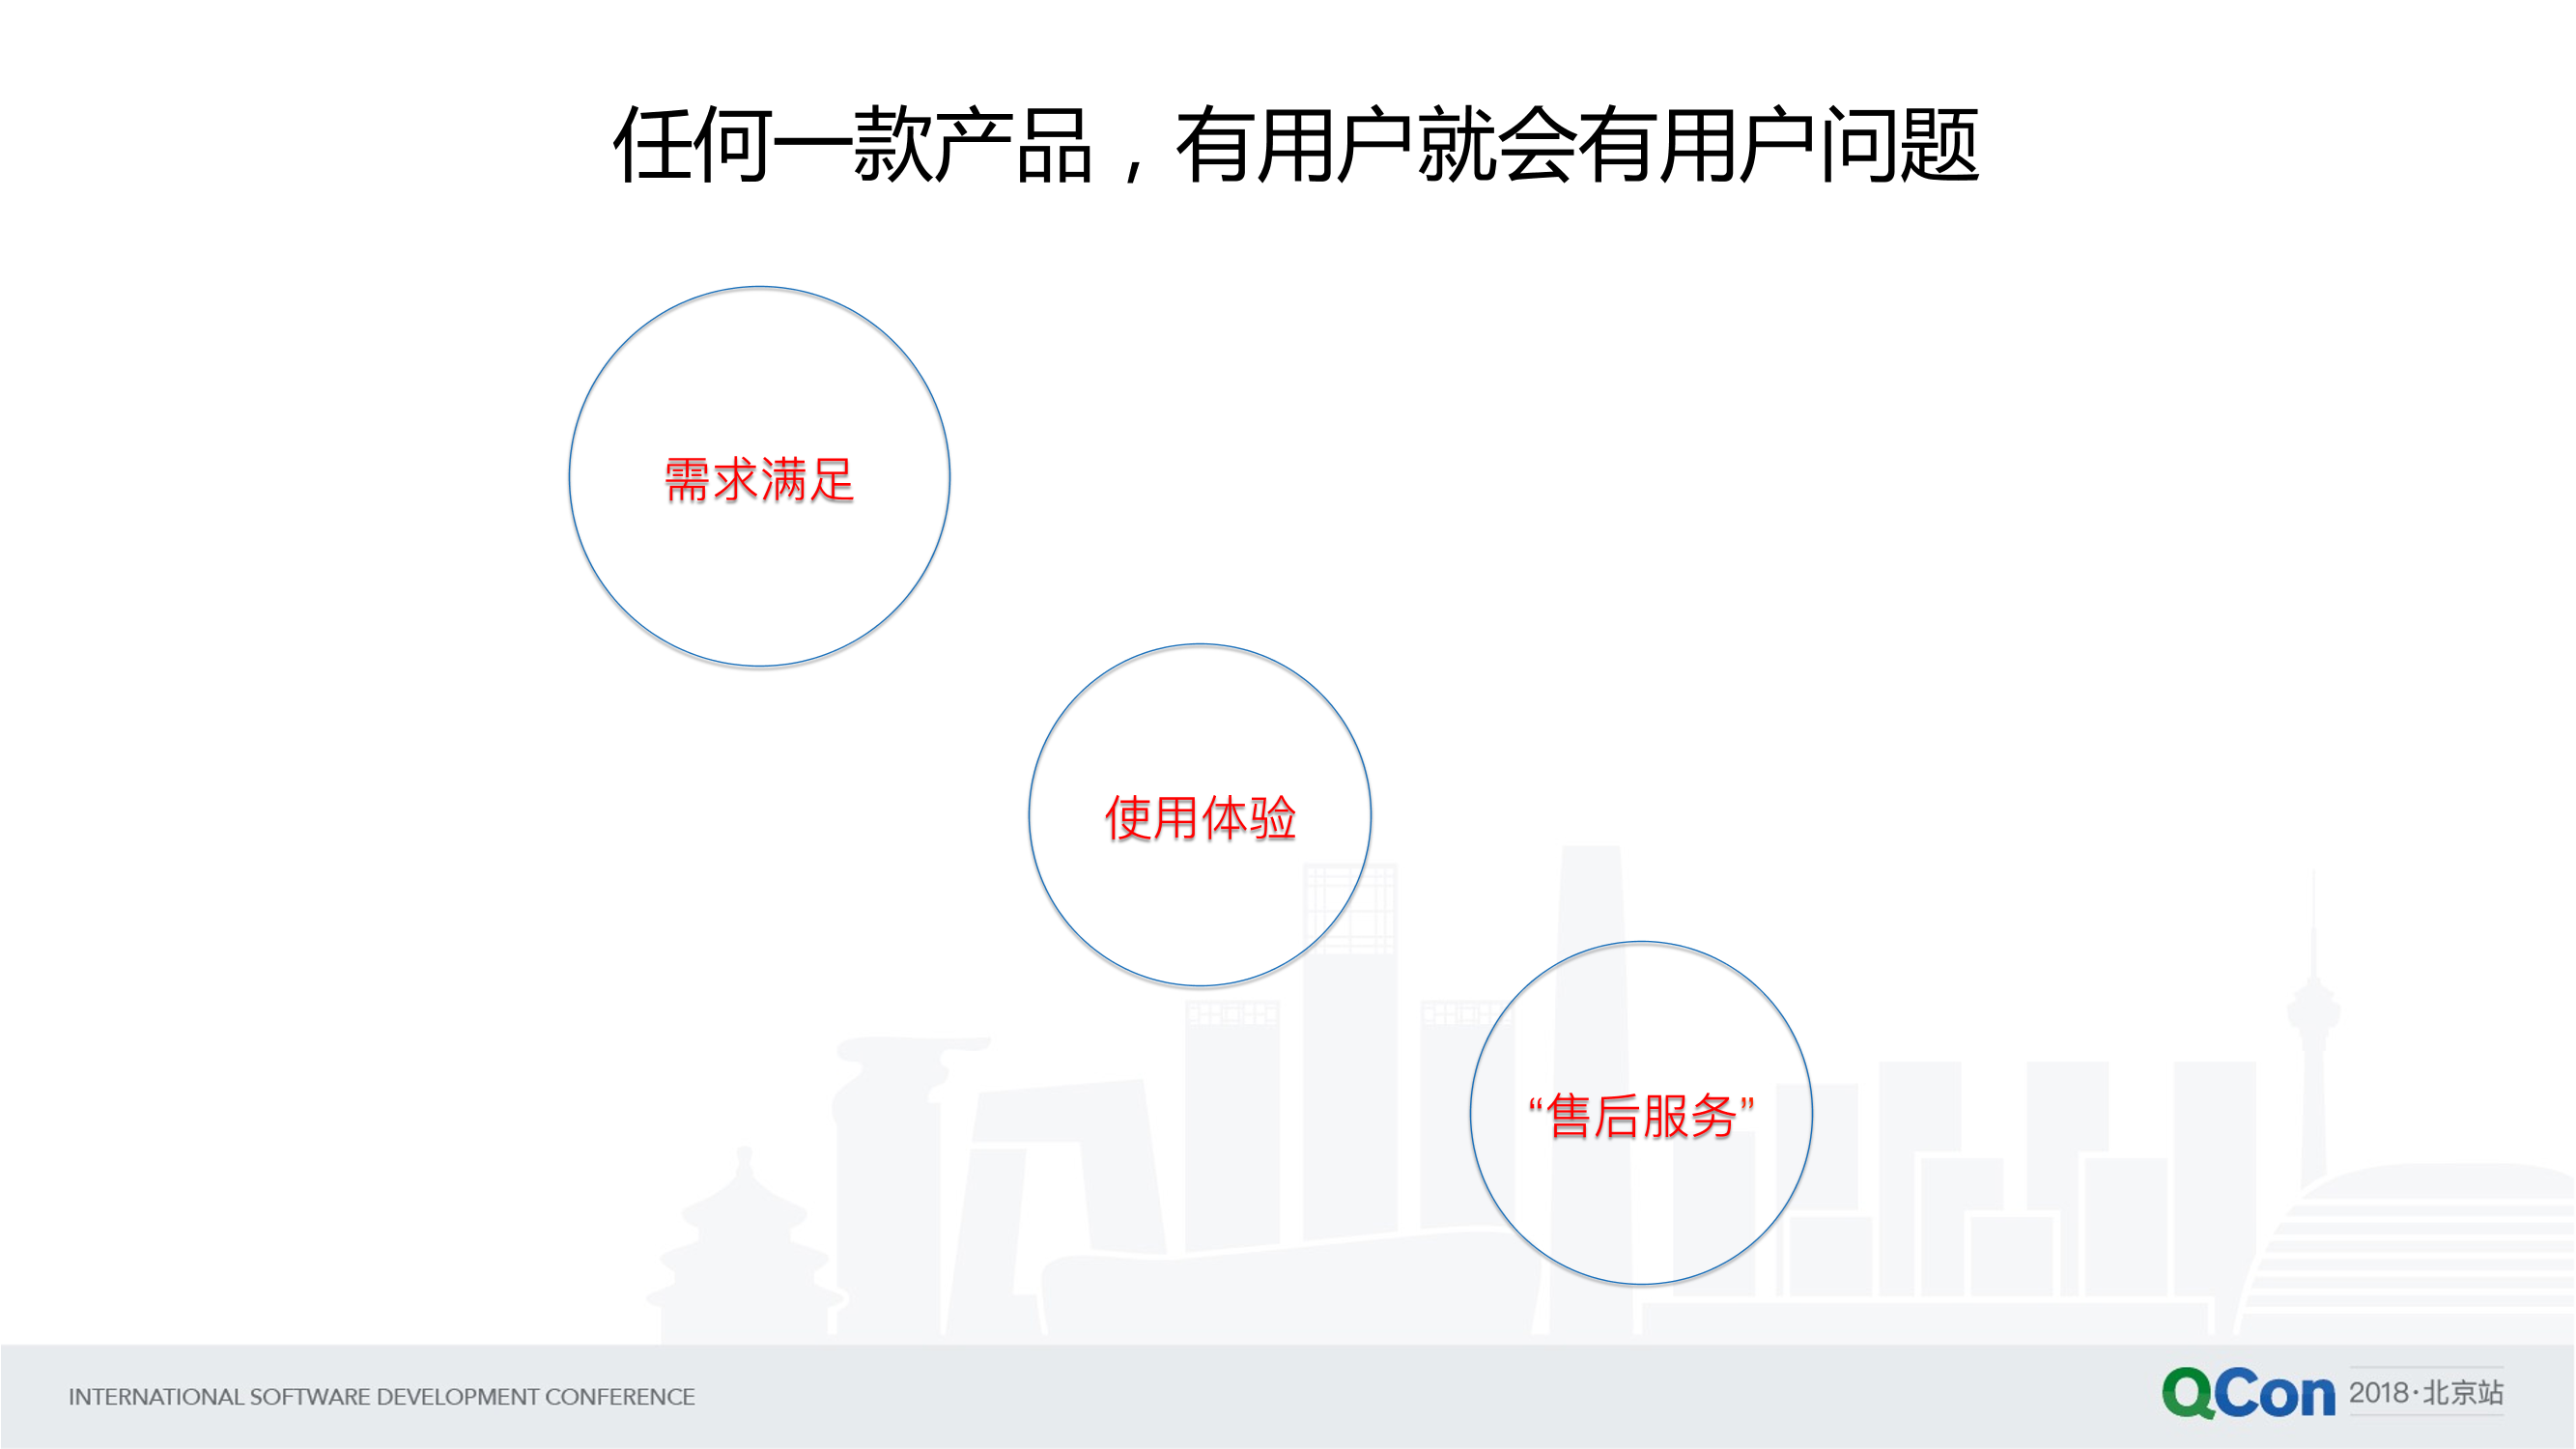 任何一款产品，有用户就会有用户问题
需求满足
使用体验
“售后服务”
INTERNATIONAL SOFTWARE DEVELOPMENT CONFERENCE
QCon 2018·北京站